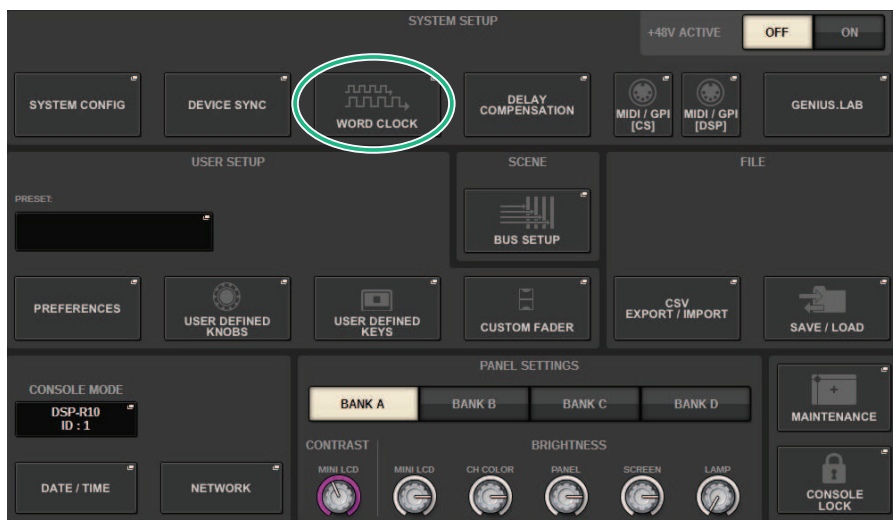 SYSTEM SETUP
+48V ACTIVE
OFF
ON
SYSTEM CONFIG
DEVICE SYNC
WORD CLOCK
DELAY
COMPENSATION
MIDI / GPI
[CS]
MIDI / GPI
[DSP]
GENIUS.LAB
USER SETUP
SCENE
FILE
PRESET:
BUS SETUP
PREFERENCES
USER DEFINED
KNOBS
USER DEFINED
KEYS
CUSTOM FADER
CSV
EXPORT / IMPORT
SAVE / LOAD
PANEL SETTINGS
CONSOLE MODE
DSP-R10
ID : 1
BANK A
BANK B
BANK C
BANK D
MAINTENANCE
CONTRAST
BRIGHTNESS
MINI LCD
MINI LCD
CH COLOR
PANEL
SCREEN
LAMP
DATE / TIME
NETWORK
CONSOLE
LOCK